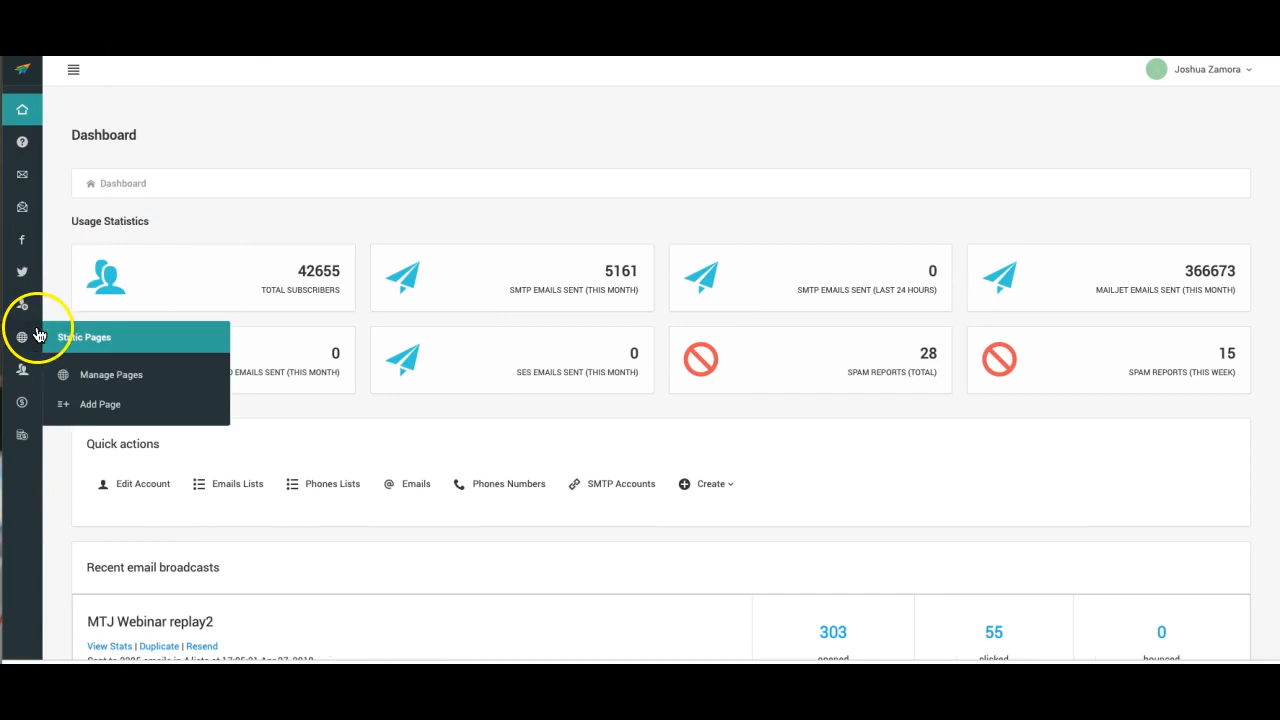 Joshua Zamora
Dashboard
Dashboard
Usage Statistics
42655
TOTAL SUBSCRIBERS
5161
SMTP EMAILS SENT (THIS MONTH)
0
SMTP EMAILS SENT (LAST 24 HOURS)
366673
MAILJET EMAILS SENT (THIS MONTH)
Static Pages
Manage Pages
Add Page
0
EMAILS SENT (THIS MONTH)
0
SES EMAILS SENT (THIS MONTH)
28
SPAM REPORTS (TOTAL)
15
SPAM REPORTS (THIS WEEK)
Quick actions
Edit Account Emails Lists Phones Lists @ Emails Phones Numbers SMTP Accounts Create
Recent email broadcasts
MTJ Webinar replay2
View Stats | Duplicate | Resend
303
opened
55
clicked
0
bounced